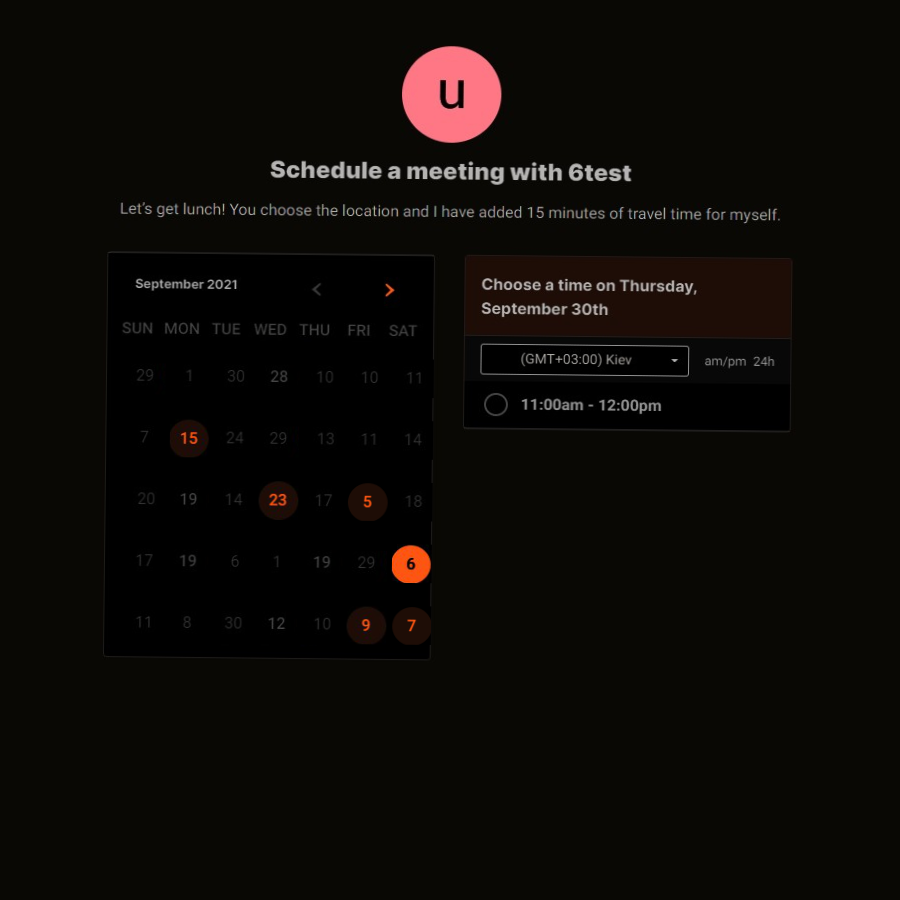 u
Schedule a meeting with 6test
Let's get lunch! You choose the location and I have added 15 minutes of travel time for myself.
September 2021
SUN MON TUE WED THU FRI SAT
29 1 30 28 10 10 11
7 15 24 29 13 11 14
20 19 14 23 17 5 18
17 19 6 1 19 29 6
11 8 30 12 10 9 7
Choose a time on Thursday,
September 30th
(GMT+03:00) Kiev am/pm 24h
11:00am - 12:00pm